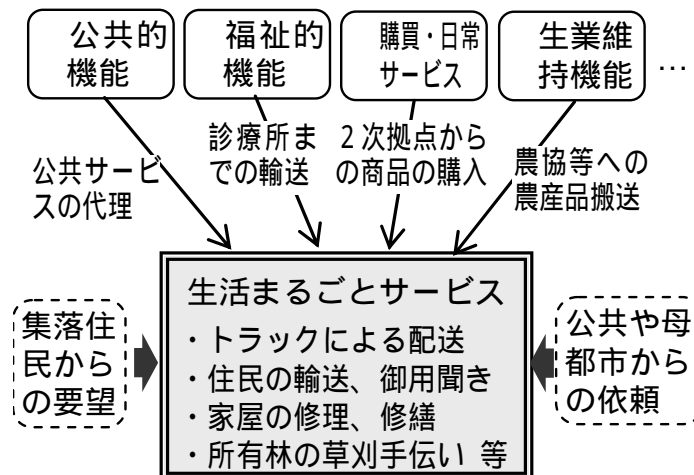 公共的
機能
福祉的
機能
購買・日常
サービス
生業維
持機能
…
公共サービ
スの代理
診療所ま
での輸送
２次拠点から
の商品の購入
農協等への
農産品搬送
集落住
民から
の要望
生活まるごとサービス
・トラックによる配送
・住民の輸送、御用聞き
・家屋の修理、修繕
・所有林の草刈手伝い 等
公共や母
都市から
の依頼